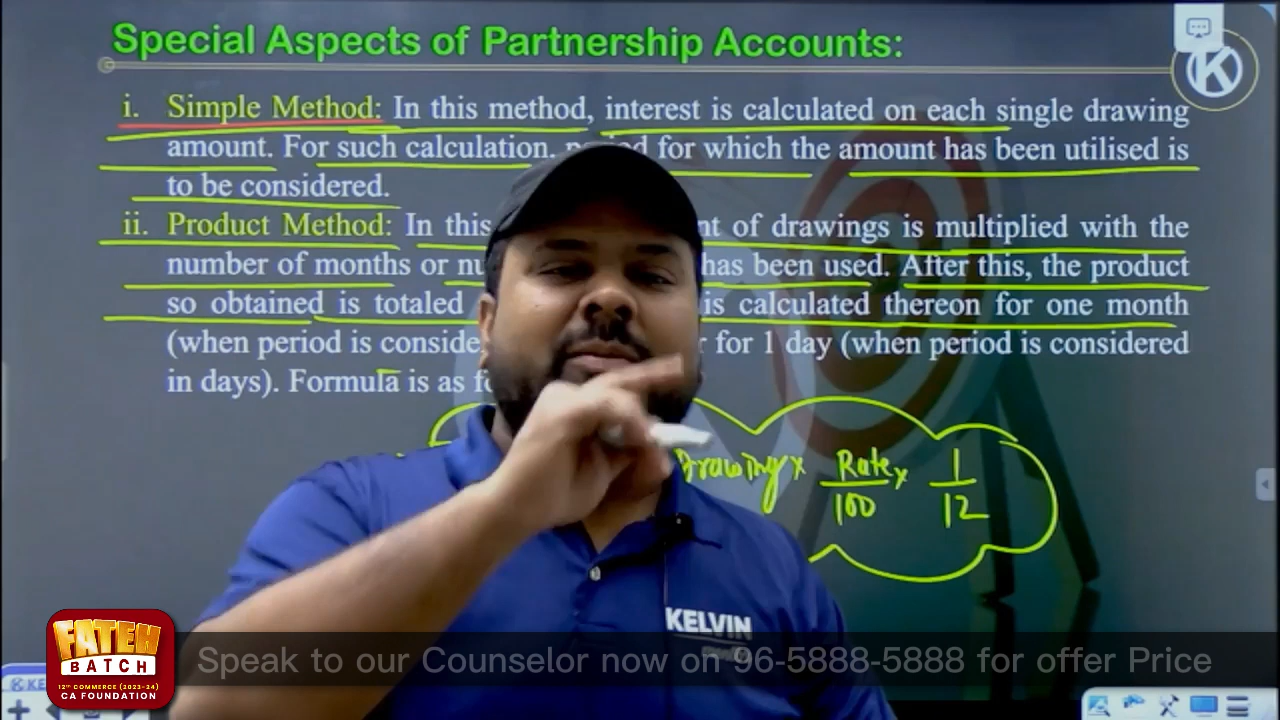 Special Aspects of Partnership Accounts:
K
i. Simple Method: In this method, interest is calculated on each single drawing
amount. For such calculation, for which the amount has been utilised is
to be considered.
ii. Product Method: In this of drawings is multiplied with the
number of months or has been used. After this, the product
so obtained is totaled is calculated thereon for one month
(when period is for 1 day (when period is considered
in days). Formula is as
Drawing x Rate/100 x 1/12
KELVIN
FATEH
BATCH
12th COMMERCE (2023-24)
CA FOUNDATION
Speak to our Counselor now on 96-5888-5888 for offer Price